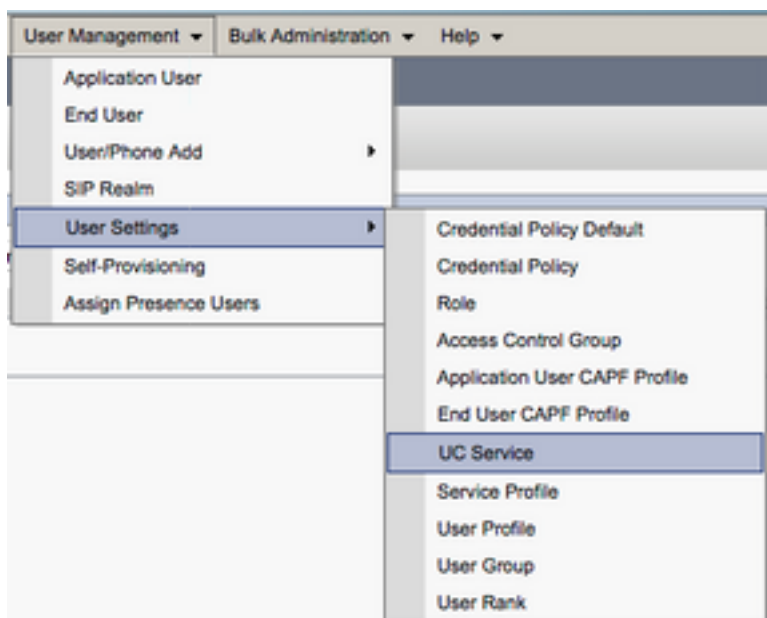 User Management Bulk Administration Help
Application User
End User
User/Phone Add
SIP Realm
User Settings
Self-Provisioning
Assign Presence Users
Credential Policy Default
Credential Policy
Role
Access Control Group
Application User CAPF Profile
End User CAPF Profile
UC Service
Service Profile
User Profile
User Group
User Rank